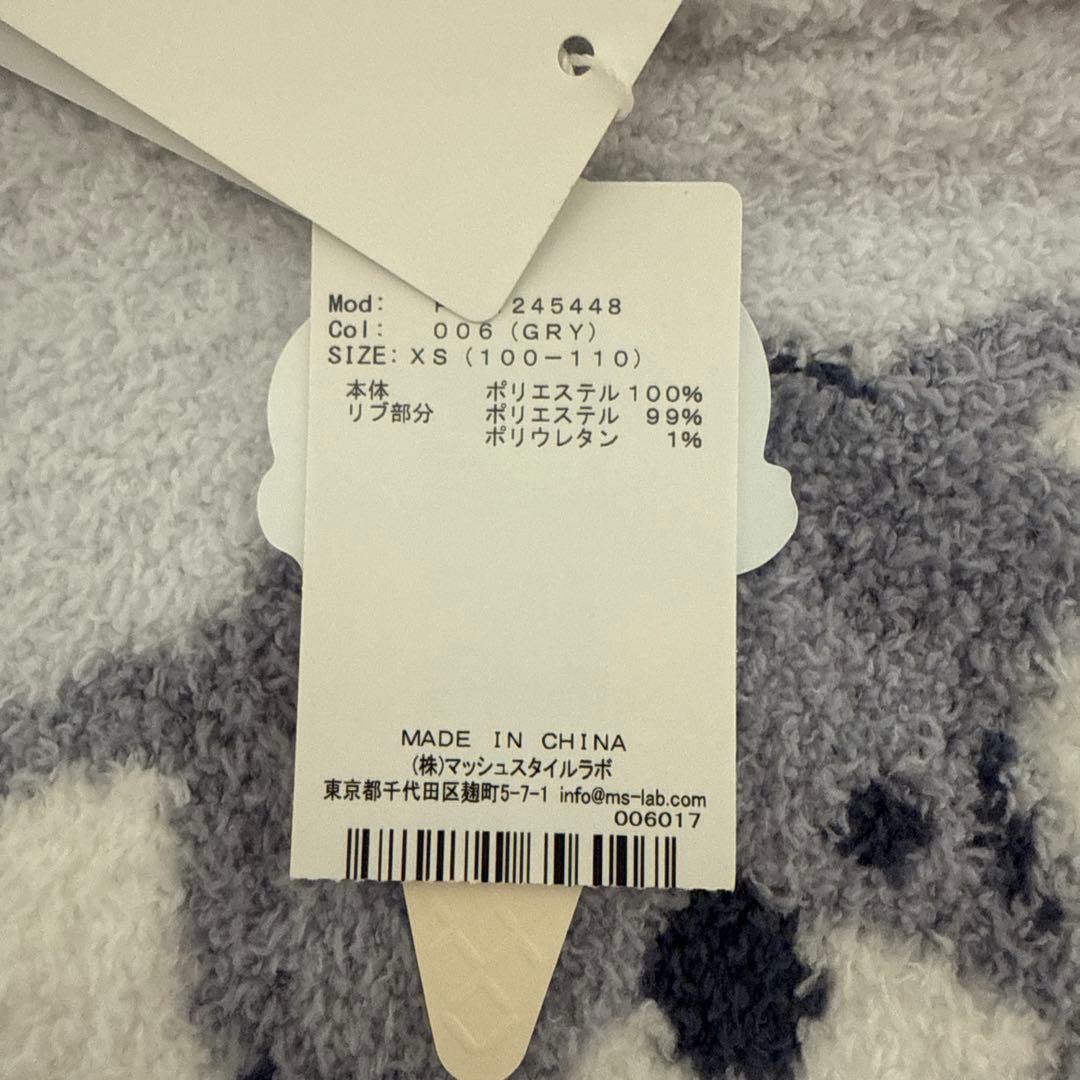 Mod: 245448
Col: 006(GRY)
SIZE: XS(100-110)
本体 ポリエステル 100%
リブ部分 ポリエステル 99%
ポリウレタン 1%
MADE IN CHINA
(株)マッシュスタイルラボ
東京都千代田区麹町5-7-1 info@ms-lab.com
006017